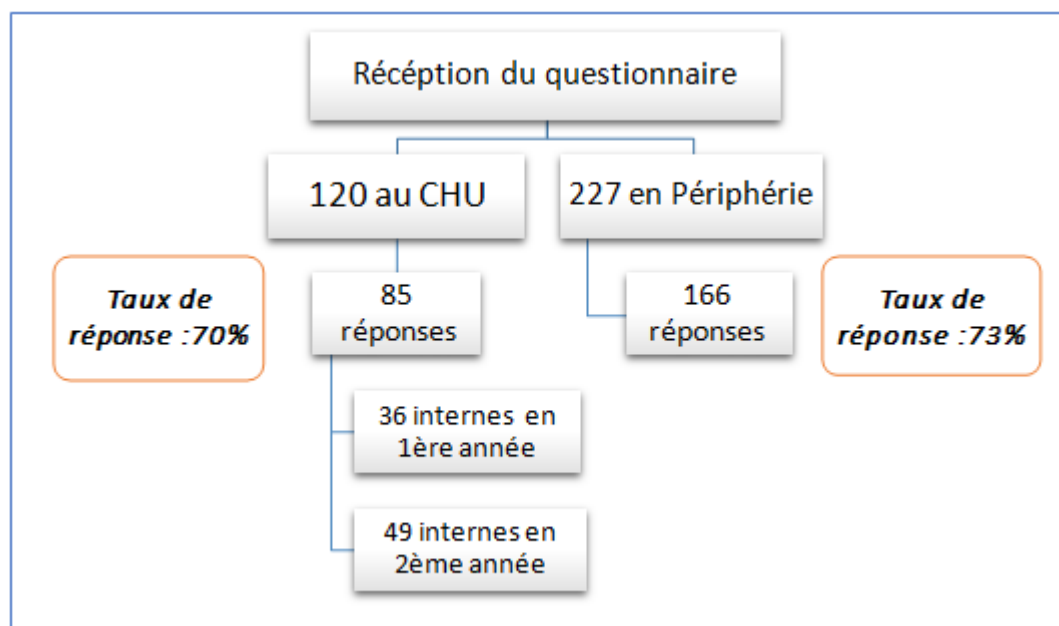 Récéption du questionnaire
120 au CHU
227 en Périphérie
Taux de
réponse :70%
85
réponses
166
réponses
Taux de
réponse :73%
36 internes en
1ère année
49 internes en
2ème année